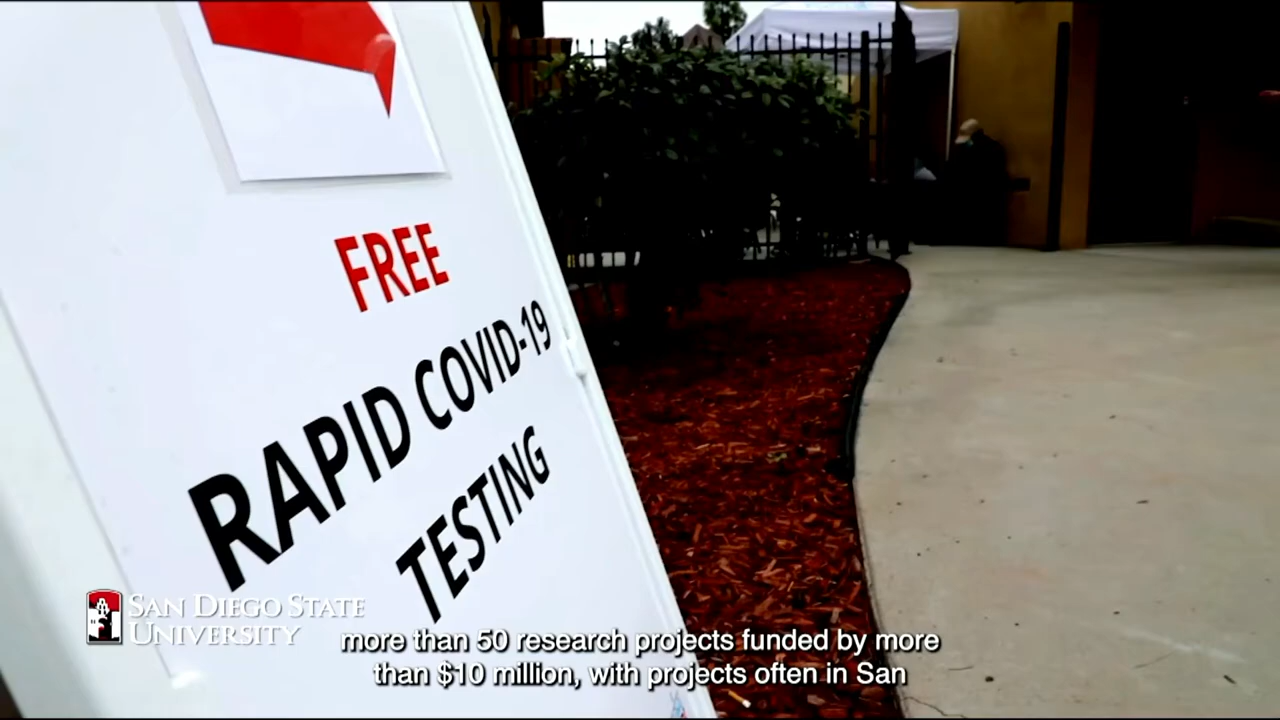 FREE
RAPID COVID-19
TESTING
SAN DIEGO STATE
UNIVERSITY
more than 50 research projects funded by more
than $10 million, with projects often in San